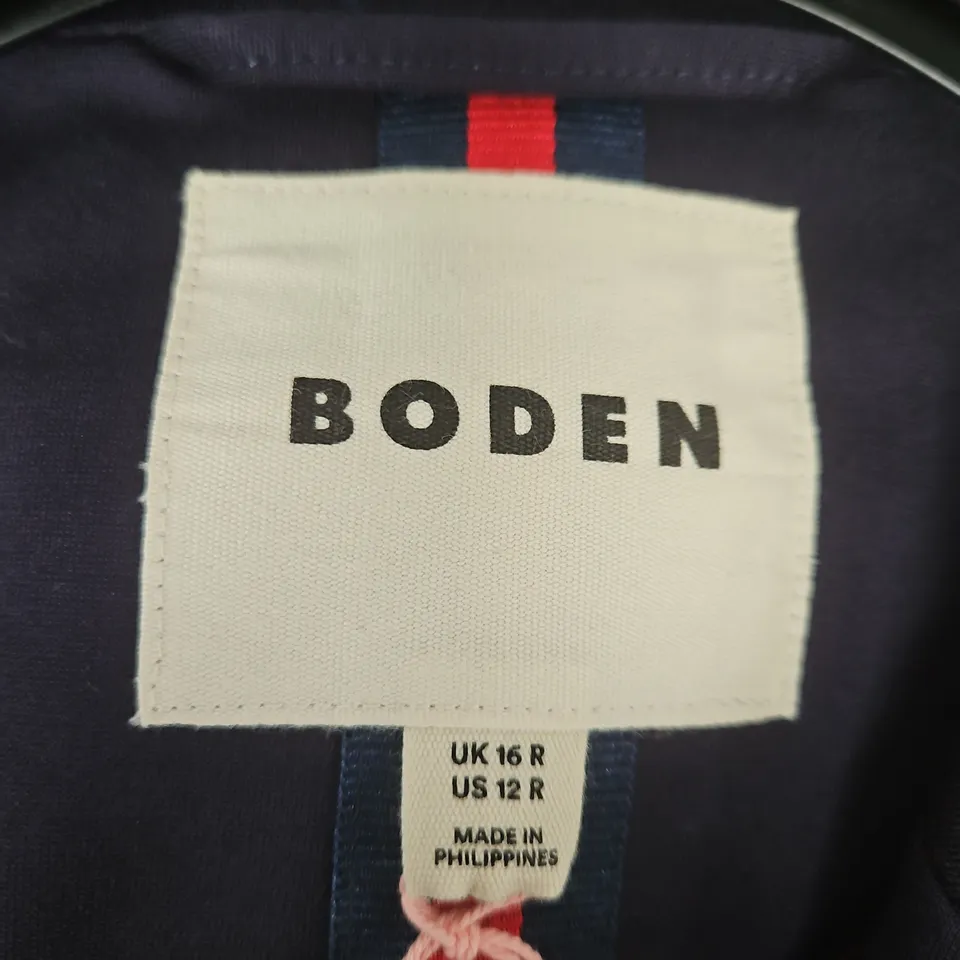 BODEN
UK 16 R
US 12 R
MADE IN
PHILIPPINES